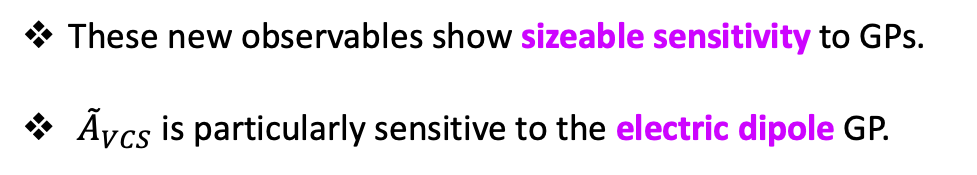 ❖ These new observables show sizeable sensitivity to GPs.
❖ Ã_VCS is particularly sensitive to the electric dipole GP.